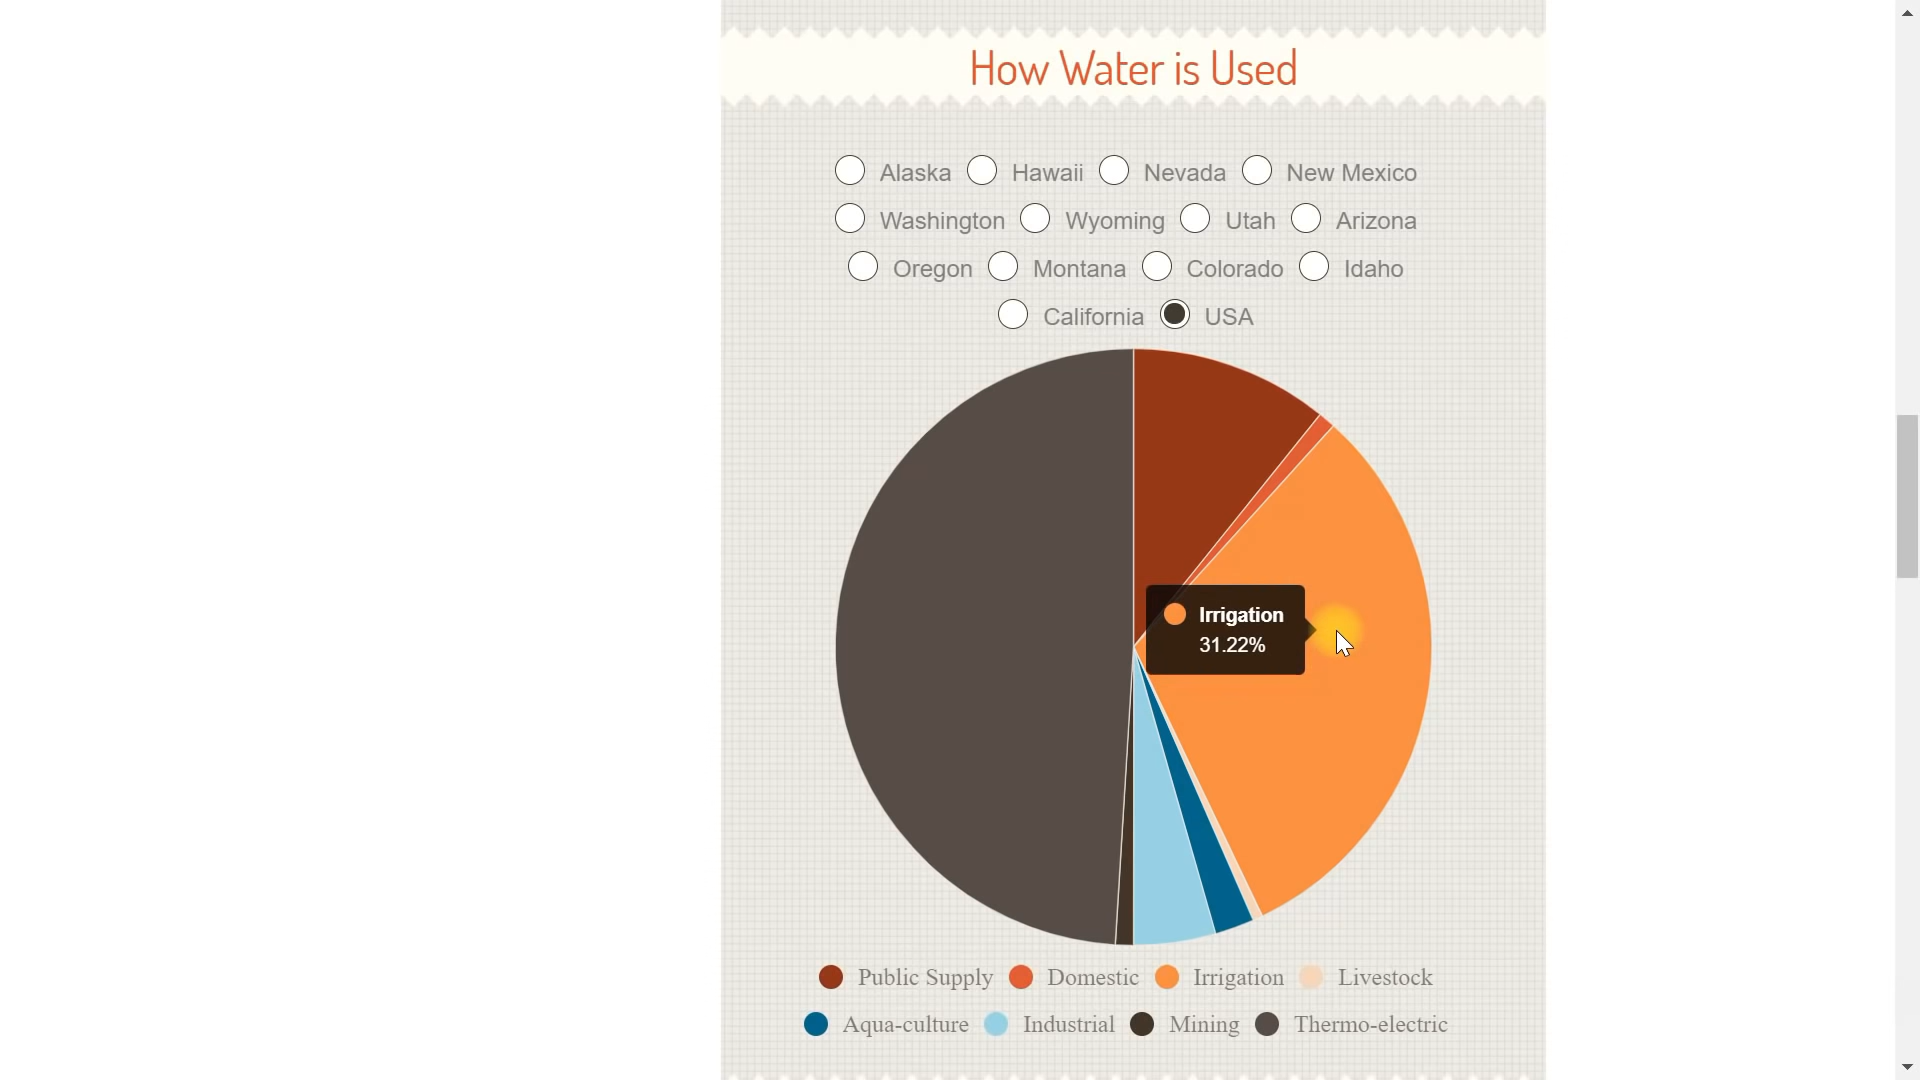 How Water is Used
Alaska Hawaii Nevada New Mexico
Washington Wyoming Utah Arizona
Oregon Montana Colorado Idaho
California USA
Irrigation
31.22%
Public Supply Domestic Irrigation Livestock
Aqua-culture Industrial Mining Thermo-electric